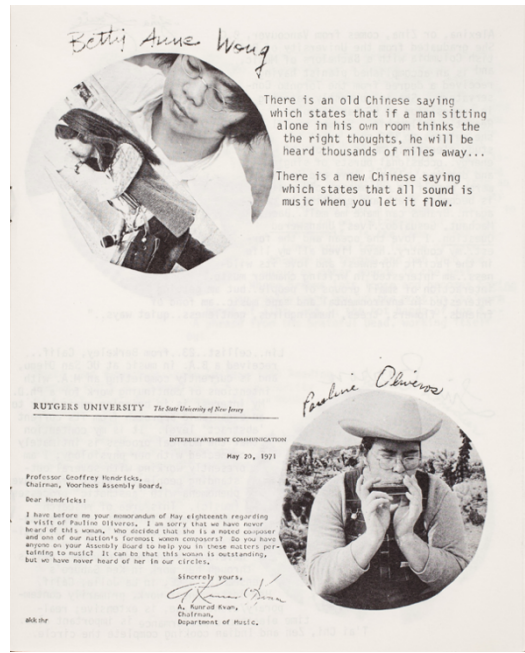 Betty Anne Wong
There is an old Chinese saying
which states that if a man sitting
alone in his own room thinks the
the right thoughts, he will be
heard thousands of miles away...
There is a new Chinese saying
which states that all sound is
music when you let it flow.
Pauline Oliveros
RUTGERS UNIVERSITY The State University of New Jersey
INTERDEPARTMENT COMMUNICATION
May 20, 1971
Professor Geoffrey Hendricks,
Chairman, Voorhees Assembly Board,
Dear Hendricks:
I have before me your memorandum of May eighteenth regarding
a visit of Pauline Oliveros. I am sorry that we have never
heard of this woman. Who decided that she is a noted composer
and one of our nation's foremost women composers? Do you have
anyone on your Assembly Board to help you in these matters per-
taining to music? It can be that this woman is outstanding,
but we have never heard of her in our circles.
Sincerely yours,
A. Kunrad Kvam,
Chairman,
Department of Music.